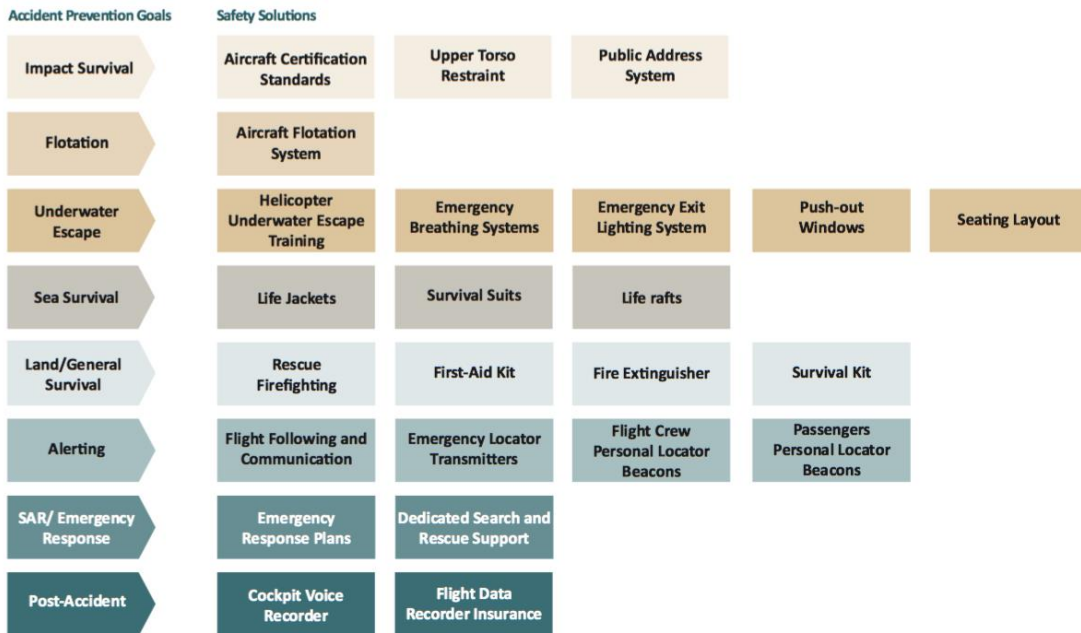 Accident Prevention Goals
Safety Solutions
Impact Survival
Aircraft Certification
Standards
Upper Torso
Restraint
Public Address
System
Flotation
Aircraft Flotation
System
Underwater
Escape
Helicopter
Underwater Escape
Training
Emergency
Breathing Systems
Emergency Exit
Lighting System
Push-out
Windows
Seating Layout
Sea Survival
Life Jackets
Survival Suits
Life rafts
Land/General
Survival
Rescue
Firefighting
First-Aid Kit
Fire Extinguisher
Survival Kit
Alerting
Flight Following and
Communication
Emergency Locator
Transmitters
Flight Crew
Personal Locator
Beacons
Passengers
Personal Locator
Beacons
SAR/ Emergency
Response
Emergency
Response Plans
Dedicated Search and
Rescue Support
Post-Accident
Cockpit Voice
Recorder
Flight Data
Recorder Insurance